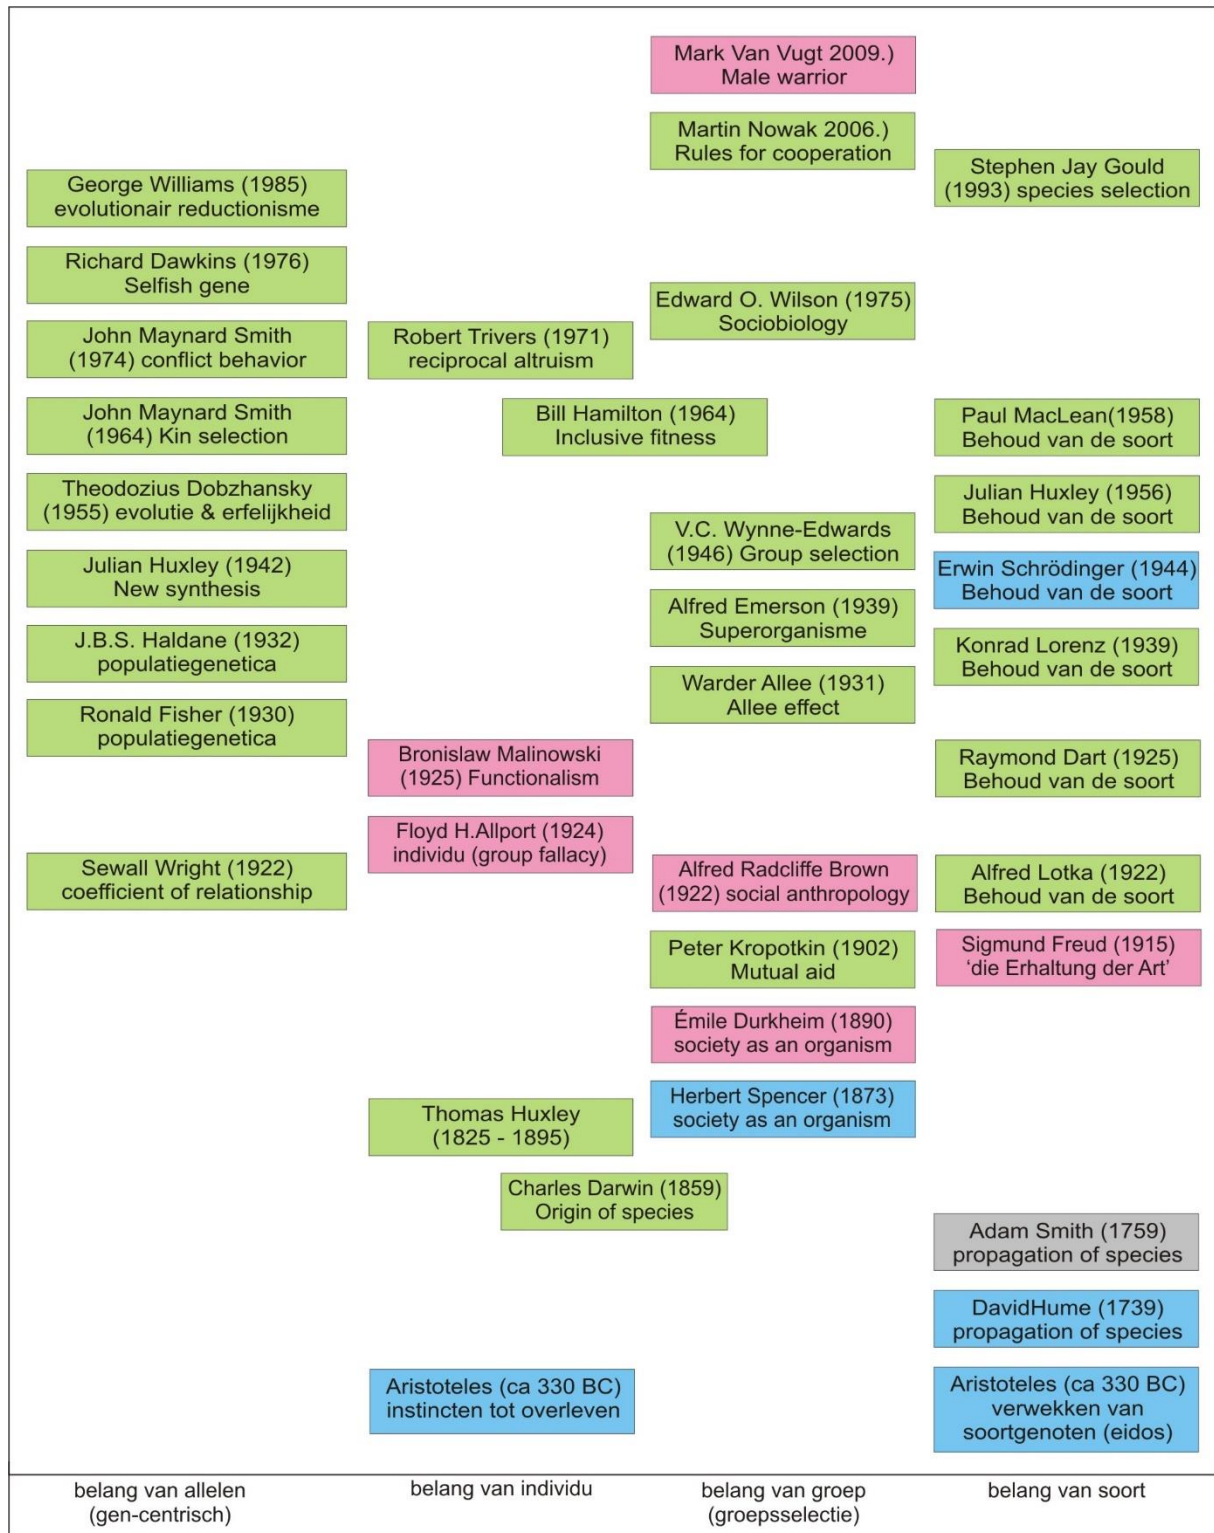 Mark Van Vugt 2009.)
Male warrior
Martin Nowak 2006.)
Rules for cooperation
Stephen Jay Gould
(1993) species selection
George Williams (1985)
evolutionair reductionisme
Richard Dawkins (1976)
Selfish gene
Edward O. Wilson (1975)
Sociobiology
John Maynard Smith
(1974) conflict behavior
Robert Trivers (1971)
reciprocal altruism
John Maynard Smith
(1964) Kin selection
Bill Hamilton (1964)
Inclusive fitness
Paul MacLean(1958)
Behoud van de soort
Theodozius Dobzhansky
(1955) evolutie & erfelijkheid
Julian Huxley (1956)
Behoud van de soort
V.C. Wynne-Edwards
(1946) Group selection
Julian Huxley (1942)
New synthesis
Erwin Schrödinger (1944)
Behoud van de soort
Alfred Emerson (1939)
Superorganisme
J.B.S. Haldane (1932)
populatiegenetica
Konrad Lorenz (1939)
Behoud van de soort
Warder Allee (1931)
Allee effect
Ronald Fisher (1930)
populatiegenetica
Bronislaw Malinowski
(1925) Functionalism
Raymond Dart (1925)
Behoud van de soort
Floyd H.Allport (1924)
individu (group fallacy)
Sewall Wright (1922)
coefficient of relationship
Alfred Radcliffe Brown
(1922) social anthropology
Alfred Lotka (1922)
Behoud van de soort
Peter Kropotkin (1902)
Mutual aid
Sigmund Freud (1915)
‘die Erhaltung der Art’
Émile Durkheim (1890)
society as an organism
Thomas Huxley
(1825 - 1895)
Herbert Spencer (1873)
society as an organism
Charles Darwin (1859)
Origin of species
Adam Smith (1759)
propagation of species
DavidHume (1739)
propagation of species
Aristoteles (ca 330 BC)
instincten tot overleven
Aristoteles (ca 330 BC)
verwekken van
soortgenoten (eidos)
belang van allelen
(gen-centrisch)
belang van individu
belang van groep
(groepsselectie)
belang van soort